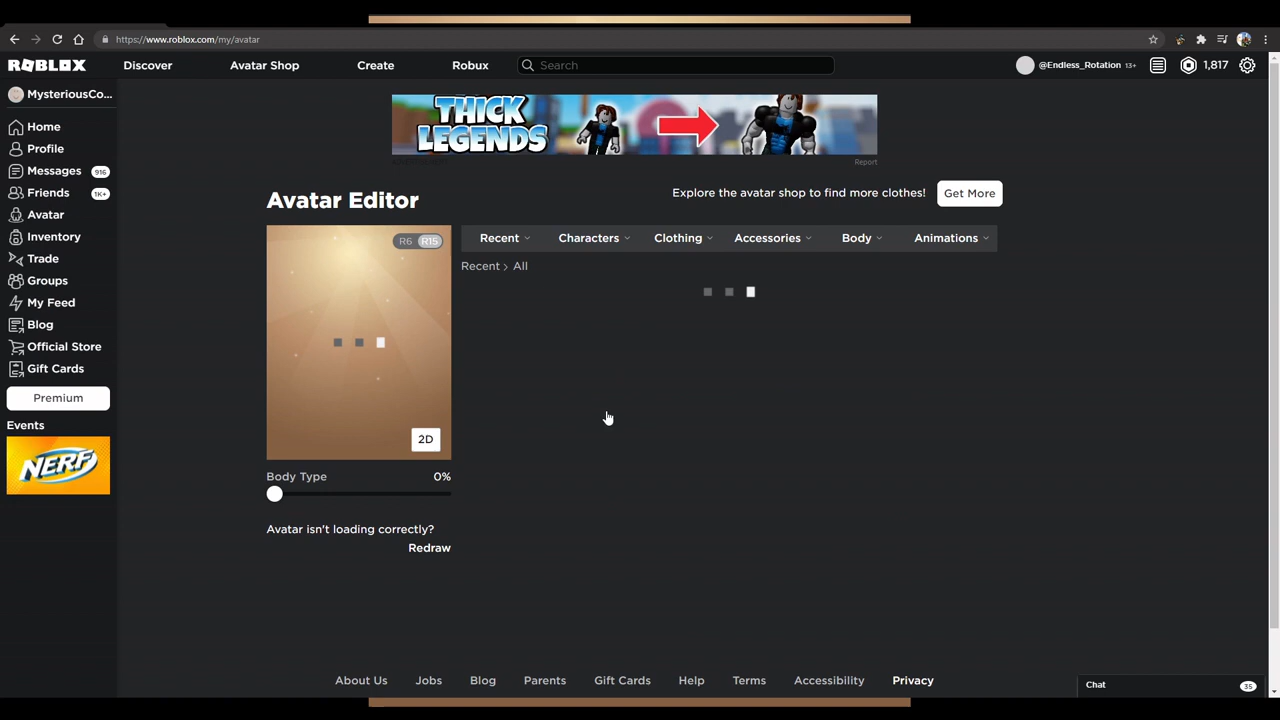 https://www.roblox.com/my/avatar
ROBLOX
Discover
Avatar Shop
Create
Robux
Search
@Endless_Rotation 13+
1,817
MysteriousCo...
Home
Profile
Messages 916
Friends 1K+
Avatar
Inventory
Trade
Groups
My Feed
Blog
Official Store
Gift Cards
Premium
Events
NERF
THICK
LEGENDS
Report
Avatar Editor
Explore the avatar shop to find more clothes!
Get More
R6 R15
2D
Body Type 0%
Avatar isn't loading correctly?
Redraw
Recent
Characters
Clothing
Accessories
Body
Animations
Recent > All
About Us
Jobs
Blog
Parents
Gift Cards
Help
Terms
Accessibility
Privacy
Chat
35